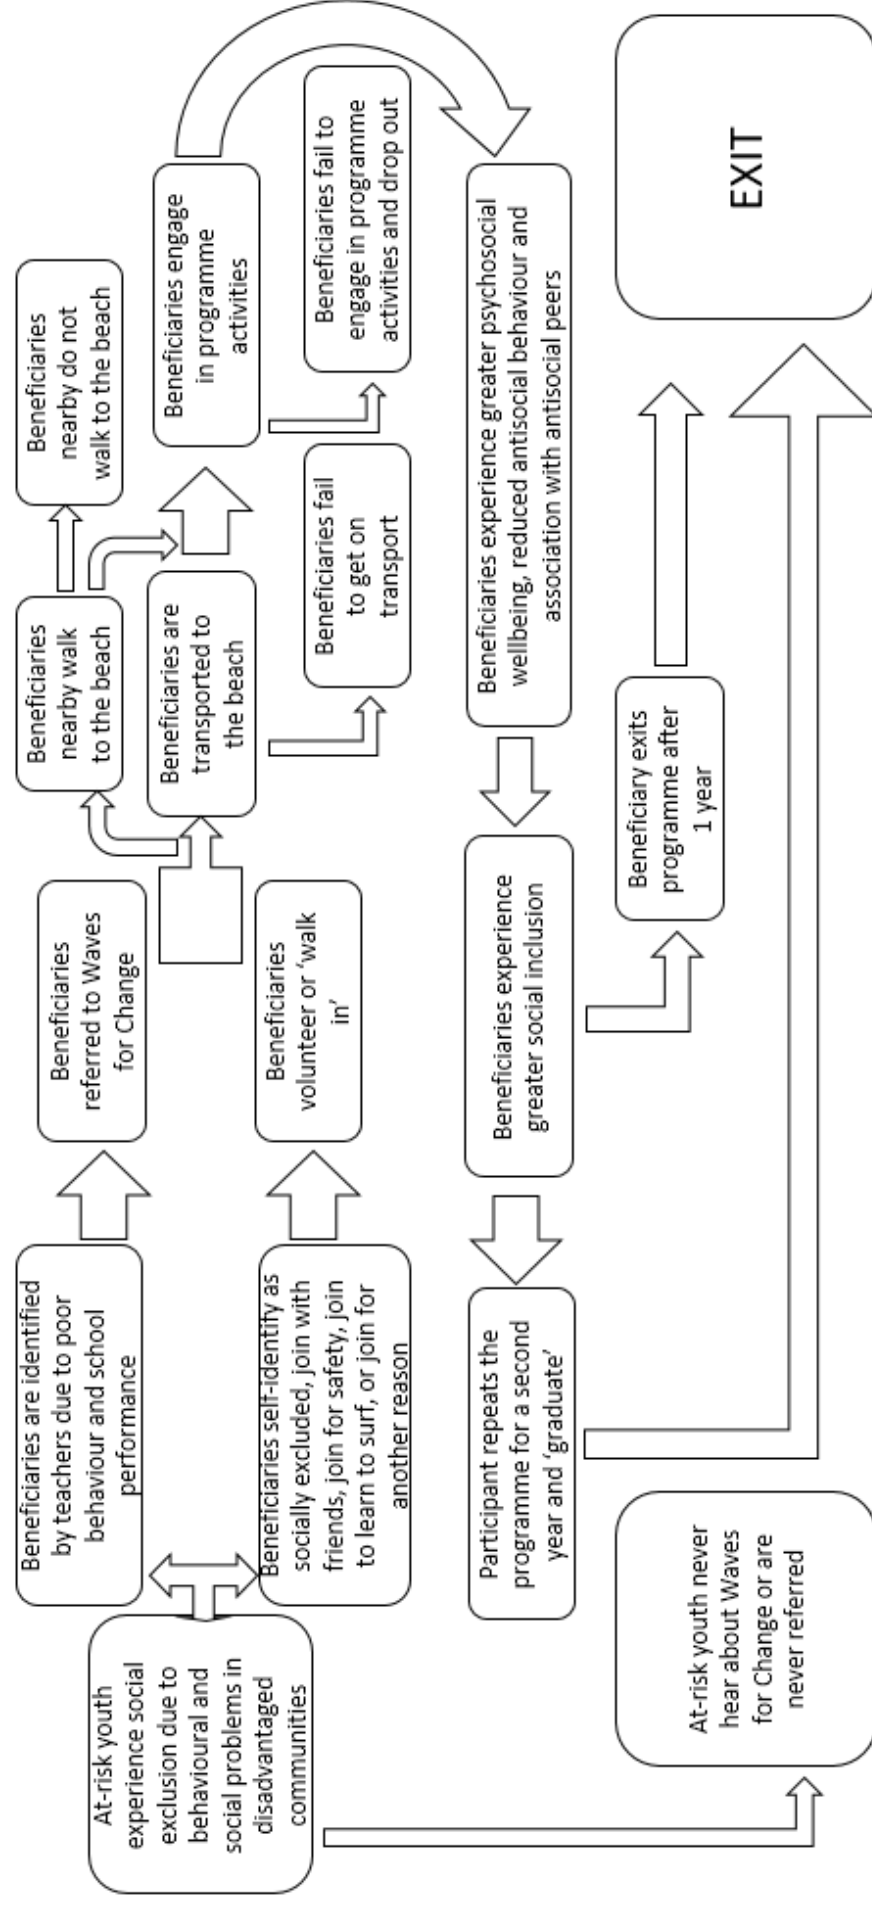 At-risk youth
experience social
exclusion due to
behavioural and
social problems in
disadvantaged
communities
Beneficiaries are identified
by teachers due to poor
behaviour and school
performance
Beneficiaries self-identity as
socially excluded, join with
friends, join for safety, join
to learn to surf, or join for
another reason
Beneficiaries
referred to Waves
for Change
Beneficiaries
volunteer or ‘walk
in’
Beneficiaries
nearby walk
to the beach
Beneficiaries are
transported to
the beach
Beneficiaries
nearby do not
walk to the beach
Beneficiaries fail
to get on
transport
Beneficiaries engage
in programme
activities
Beneficiaries fail to
engage in programme
activities and drop out
Beneficiaries experience greater psychosocial
wellbeing, reduced antisocial behaviour and
association with antisocial peers
Beneficiaries experience
greater social inclusion
Participant repeats the
programme for a second
year and ‘graduate’
Beneficiary exits
programme after
1 year
At-risk youth never
hear about Waves
for Change or are
never referred
EXIT